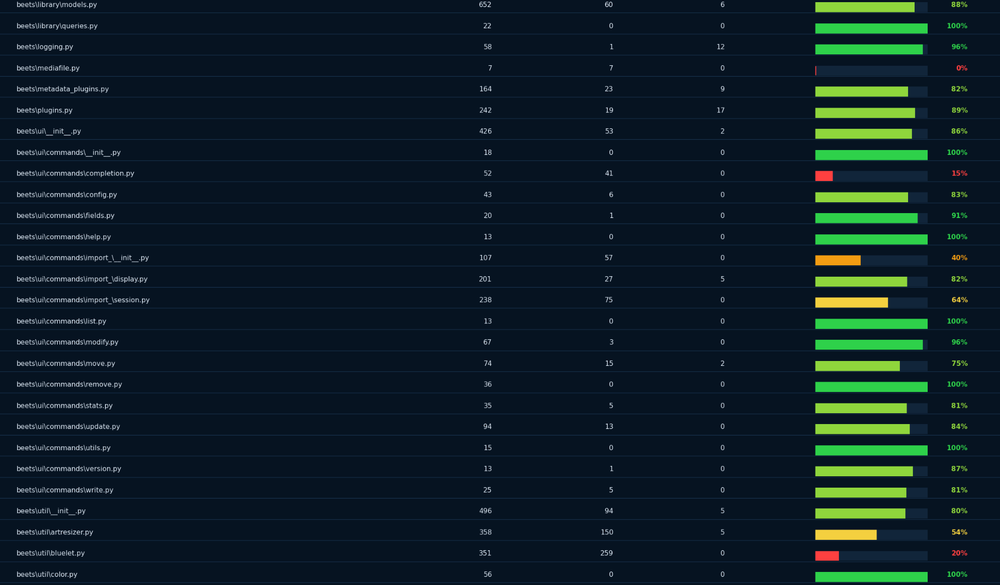 beets\library\models.py 652 60 6 88%
beets\library\queries.py 22 0 0 100%
beets\logging.py 58 1 12 96%
beets\mediafile.py 7 7 0 0%
beets\metadata_plugins.py 164 23 9 82%
beets\plugins.py 242 19 17 89%
beets\ui\__init__.py 426 53 2 86%
beets\ui\commands\__init__.py 18 0 0 100%
beets\ui\commands\completion.py 52 41 0 15%
beets\ui\commands\config.py 43 6 0 83%
beets\ui\commands\fields.py 20 1 0 91%
beets\ui\commands\help.py 13 0 0 100%
beets\ui\commands\import_\__init__.py 107 57 0 40%
beets\ui\commands\import_\display.py 201 27 5 82%
beets\ui\commands\import_\session.py 238 75 0 64%
beets\ui\commands\list.py 13 0 0 100%
beets\ui\commands\modify.py 67 3 0 96%
beets\ui\commands\move.py 74 15 2 75%
beets\ui\commands\remove.py 36 0 0 100%
beets\ui\commands\stats.py 35 5 0 81%
beets\ui\commands\update.py 94 13 0 84%
beets\ui\commands\utils.py 15 0 0 100%
beets\ui\commands\version.py 13 1 0 87%
beets\ui\commands\write.py 25 5 0 81%
beets\util\__init__.py 496 94 5 80%
beets\util\artresizer.py 358 150 5 54%
beets\util\bluelet.py 351 259 0 20%
beets\util\color.py 56 0 0 100%